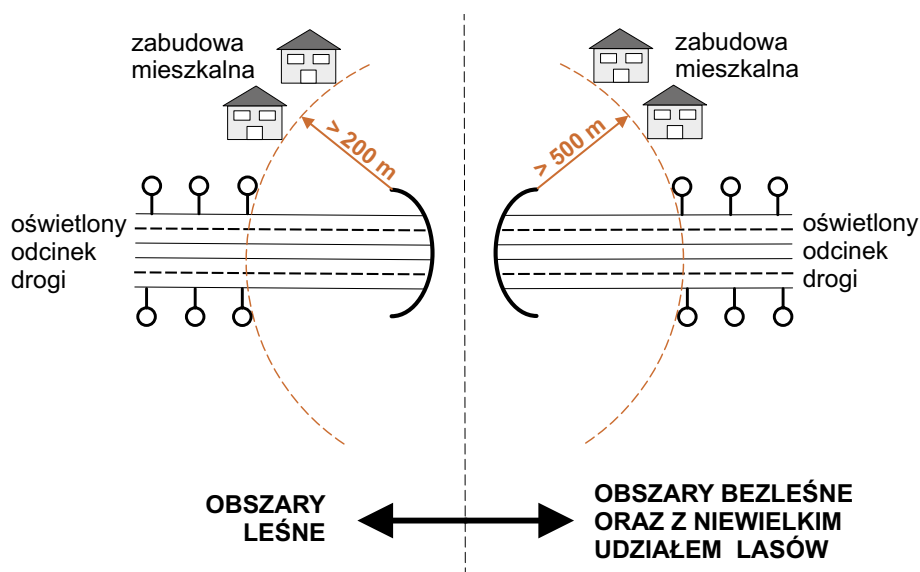 zabudowa
mieszkalna
> 200 m
oświetlony
odcinek
drogi
zabudowa
mieszkalna
> 500 m
oświetlony
odcinek
drogi
OBSZARY
LEŚNE
OBSZARY BEZLEŚNE
ORAZ Z NIEWIELKIM
UDZIAŁEM LASÓW